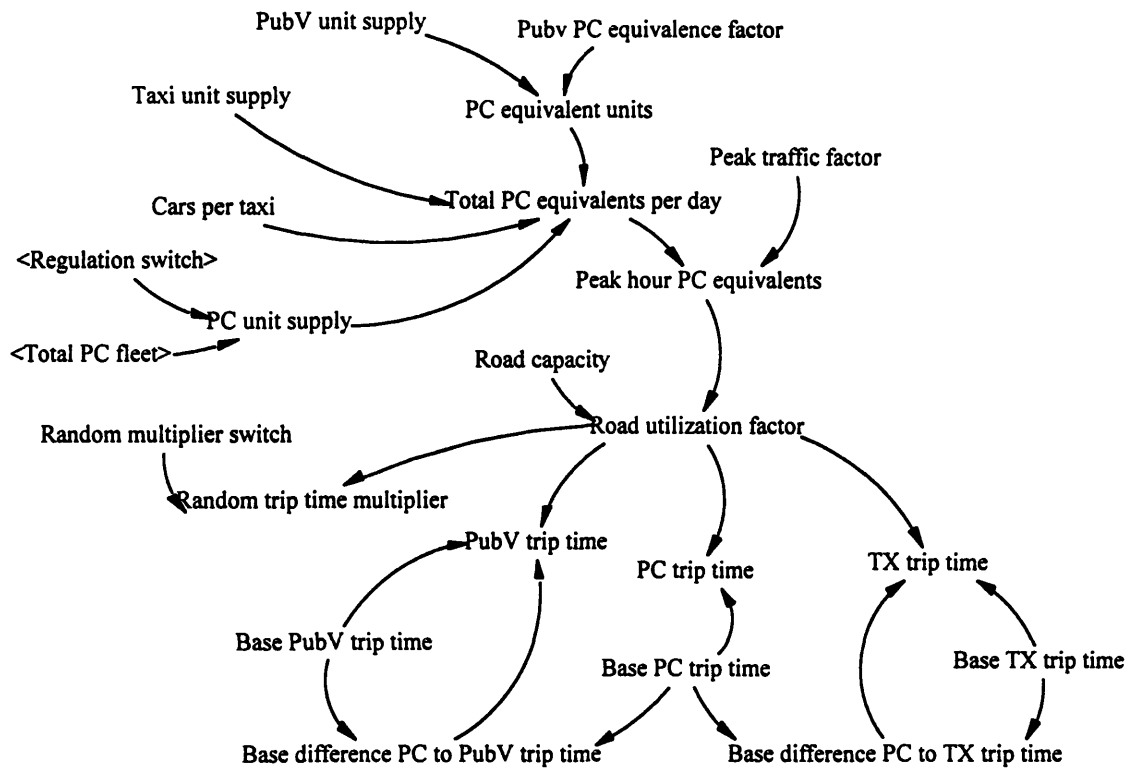 PubV unit supply
Pubv PC equivalence factor
Taxi unit supply
PC equivalent units
Peak traffic factor
Cars per taxi
Total PC equivalents per day
<Regulation switch>
Peak hour PC equivalents
PC unit supply
<Total PC fleet>
Road capacity
Random multiplier switch
Road utilization factor
Random trip time multiplier
PubV trip time
PC trip time
TX trip time
Base PubV trip time
Base PC trip time
Base TX trip time
Base difference PC to PubV trip time
Base difference PC to TX trip time